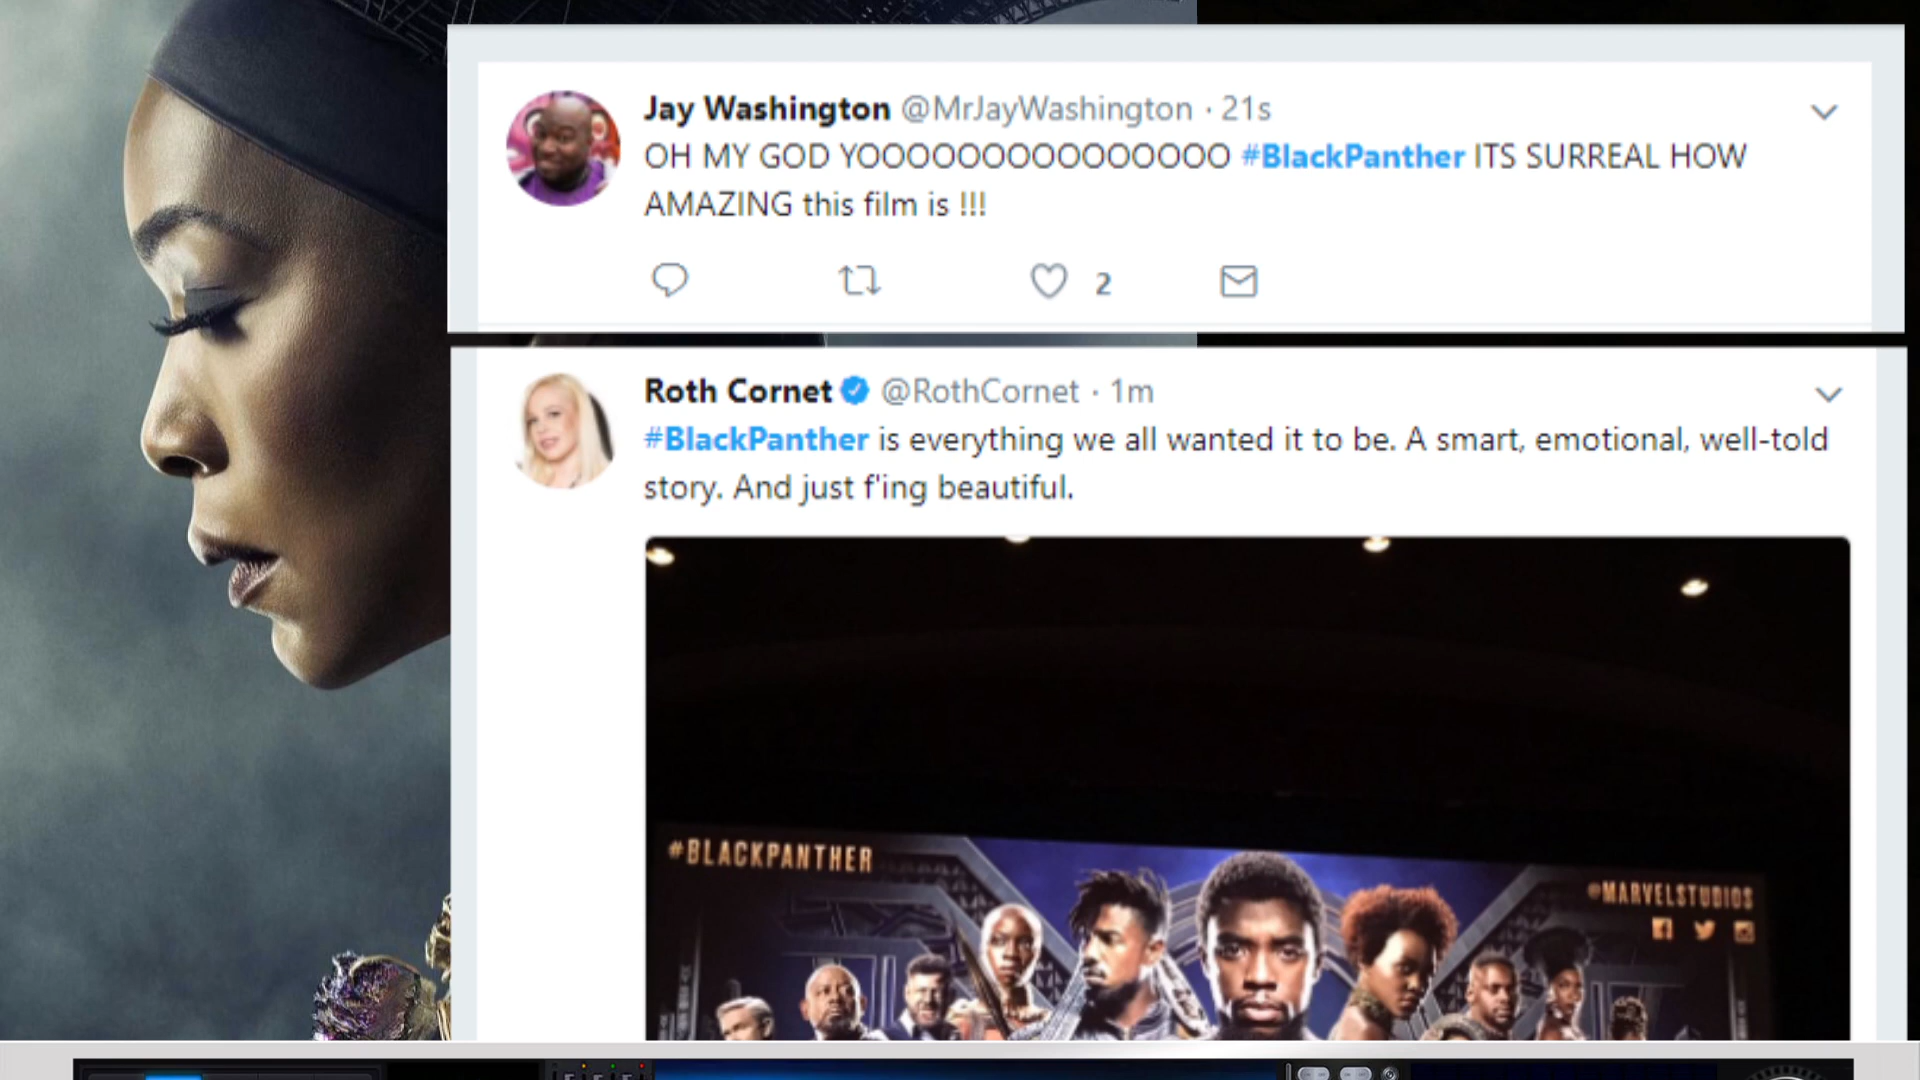 Jay Washington @MrJayWashington · 21s
OH MY GOD YOOOOOOOOOOOOOOO #BlackPanther ITS SURREAL HOW
AMAZING this film is !!!
2
Roth Cornet @RothCornet · 1m
#BlackPanther is everything we all wanted it to be. A smart, emotional, well-told
story. And just f'ing beautiful.
#BLACKPANTHER
@MARVELSTUDIOS